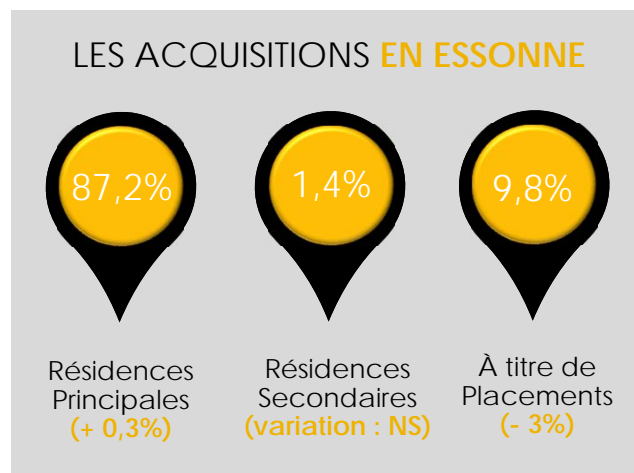 LES ACQUISITIONS EN ESSONNE
87,2%
1,4%
9,8%
Résidences
Principales
(+ 0,3%)
Résidences
Secondaires
(variation : NS)
À titre de
Placements
(- 3%)